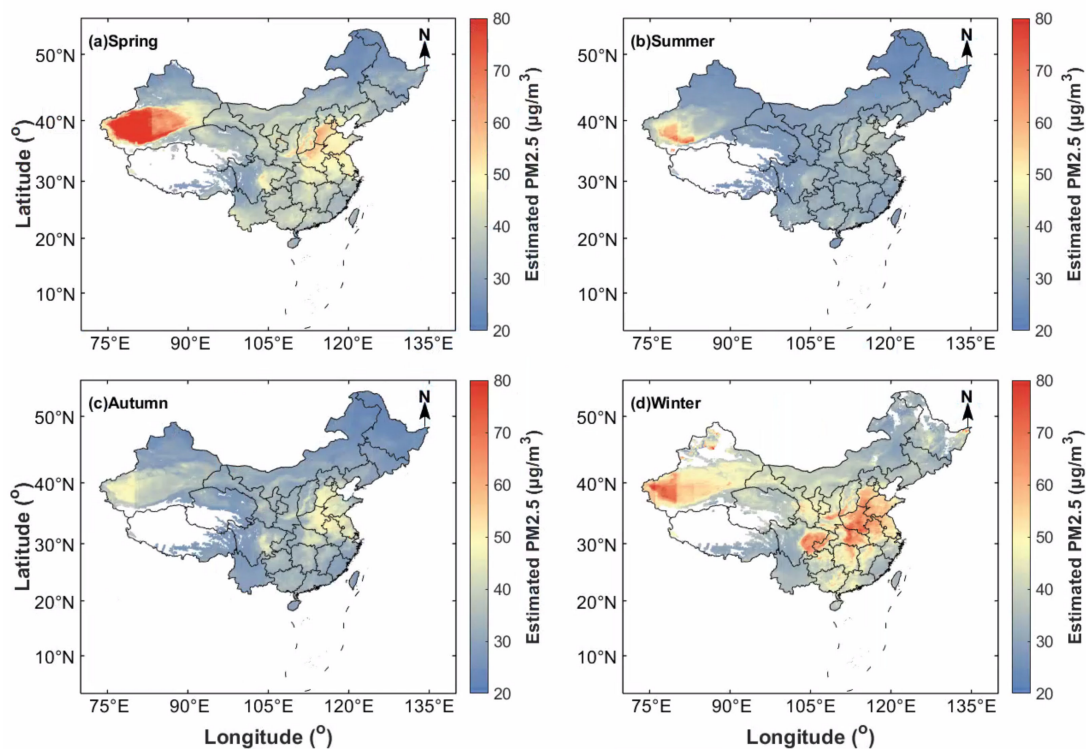 (a)Spring
N
50°N
40°N
30°N
20°N
10°N
75°E 90°E 105°E 120°E 135°E
Latitude (o)
80
70
60
50
40
30
20
Estimated PM2.5 (μg/m3)
(b)Summer
N
50°N
40°N
30°N
20°N
10°N
75°E 90°E 105°E 120°E 135°E
80
70
60
50
40
30
20
Estimated PM2.5 (μg/m3)
(c)Autumn
N
50°N
40°N
30°N
20°N
10°N
75°E 90°E 105°E 120°E 135°E
Latitude (o)
Longitude (o)
80
70
60
50
40
30
20
Estimated PM2.5 (μg/m3)
(d)Winter
N
50°N
40°N
30°N
20°N
10°N
75°E 90°E 105°E 120°E 135°E
Longitude (o)
80
70
60
50
40
30
20
Estimated PM2.5 (μg/m3)